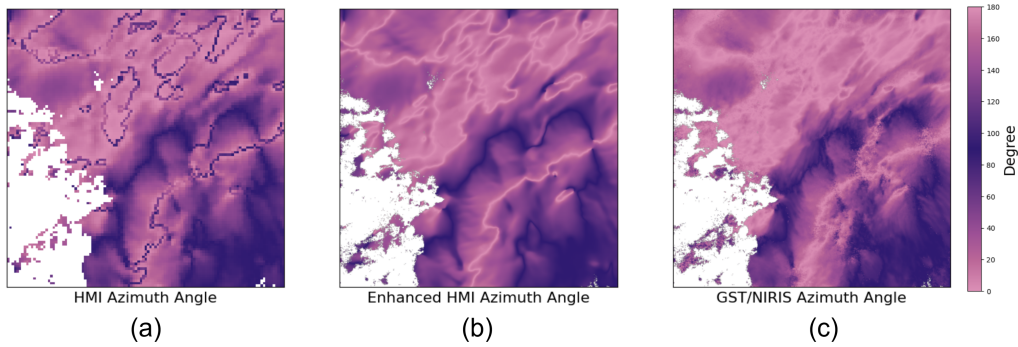 HMI Azimuth Angle
Enhanced HMI Azimuth Angle
GST/NIRIS Azimuth Angle
(a)
(b)
(c)
180
160
140
120
100
80
60
40
20
0
Degree